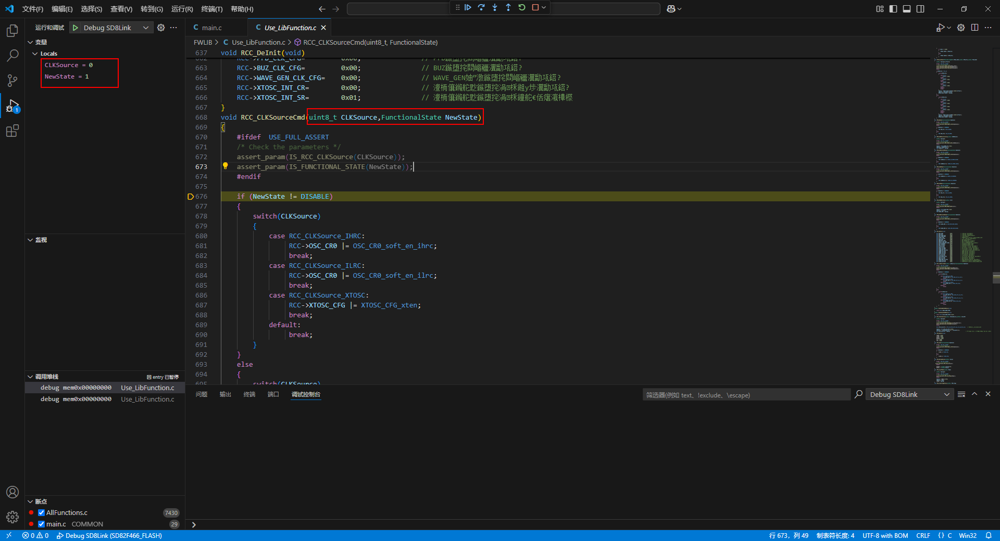 文件(F) 编辑(E) 选择(S) 查看(V) 转到(G) 运行(R) 终端(T) 帮助(H)
运行和调试 Debug SD8Link
变量
Locals
CLKSource = 0
NewState = 1
监视
调用堆栈 因 entry 已暂停
debug mem0x00000000 Use_LibFunction.c
debug mem0x00000000 Use_LibFunction.c
断点
AllFunctions.c 7430
main.c COMMON 29
main.c Use_LibFunction.c
FWLIB > Use_LibFunction.c > RCC_CLKSourceCmd(uint8_t, FunctionalState)
637 void RCC_DeInit(void)
663 RCC->BUZ_CLK_CFG= 0x00; // BUZ
664 RCC->WAVE_GEN_CLK_CFG= 0x00; // WAVE_GEN
665 RCC->XTOSC_INT_CR= 0x00; //
666 RCC->XTOSC_INT_SR= 0x01; //
667 }
668 void RCC_CLKSourceCmd(uint8_t CLKSource,FunctionalState NewState)
669 {
670 #ifdef USE_FULL_ASSERT
671 /* Check the parameters */
672 assert_param(IS_RCC_CLKSource(CLKSource));
673 assert_param(IS_FUNCTIONAL_STATE(NewState));
674 #endif
675
676 if (NewState != DISABLE)
677 {
678 switch(CLKSource)
679 {
680 case RCC_CLKSource_IHRC:
681 RCC->OSC_CR0 |= OSC_CR0_soft_en_ihrc;
682 break;
683 case RCC_CLKSource_ILRC:
684 RCC->OSC_CR0 |= OSC_CR0_soft_en_ilrc;
685 break;
686 case RCC_CLKSource_XTOSC:
687 RCC->XTOSC_CFG |= XTOSC_CFG_xten;
688 break;
689 default:
690 break;
691 }
692 }
693 else
694 {
695 switch(CLKSource)
问题 输出 终端 端口 调试控制台 筛选器(例如 text、!exclude、\escape) Debug SD8Link
0 0 Debug SD8Link (SD82F466_FLASH) 行 673，列 49 制表符长度: 4 UTF-8 with BOM CRLF {} C Win32